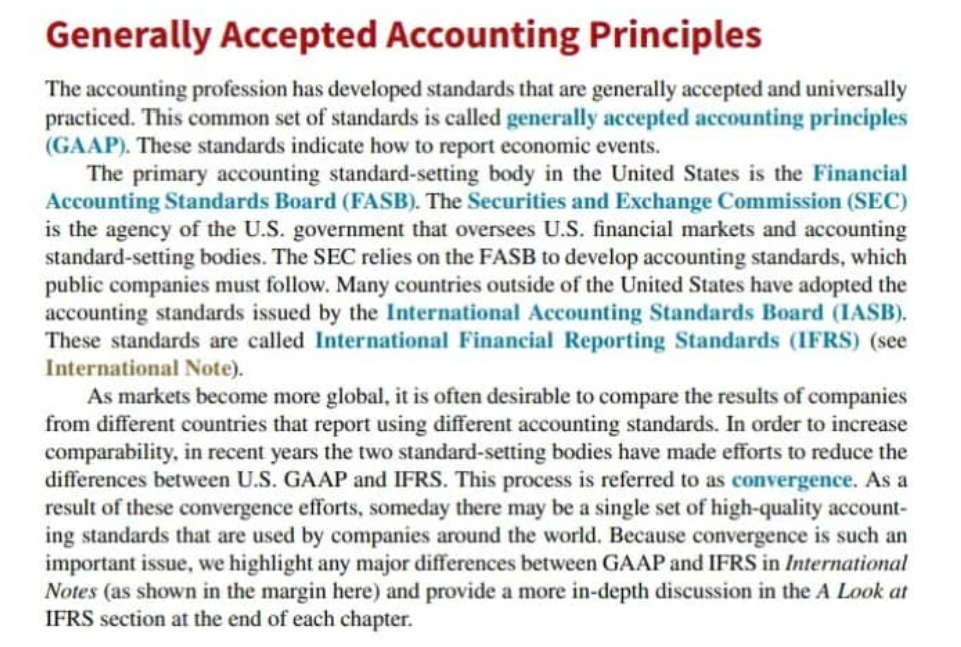 Generally Accepted Accounting Principles
The accounting profession has developed standards that are generally accepted and universally
practiced. This common set of standards is called generally accepted accounting principles
(GAAP). These standards indicate how to report economic events.
The primary accounting standard-setting body in the United States is the Financial
Accounting Standards Board (FASB). The Securities and Exchange Commission (SEC)
is the agency of the U.S. government that oversees U.S. financial markets and accounting
standard-setting bodies. The SEC relies on the FASB to develop accounting standards, which
public companies must follow. Many countries outside of the United States have adopted the
accounting standards issued by the International Accounting Standards Board (IASB).
These standards are called International Financial Reporting Standards (IFRS) (see
International Note).
As markets become more global, it is often desirable to compare the results of companies
from different countries that report using different accounting standards. In order to increase
comparability, in recent years the two standard-setting bodies have made efforts to reduce the
differences between U.S. GAAP and IFRS. This process is referred to as convergence. As a
result of these convergence efforts, someday there may be a single set of high-quality account-
ing standards that are used by companies around the world. Because convergence is such an
important issue, we highlight any major differences between GAAP and IFRS in International
Notes (as shown in the margin here) and provide a more in-depth discussion in the A Look at
IFRS section at the end of each chapter.